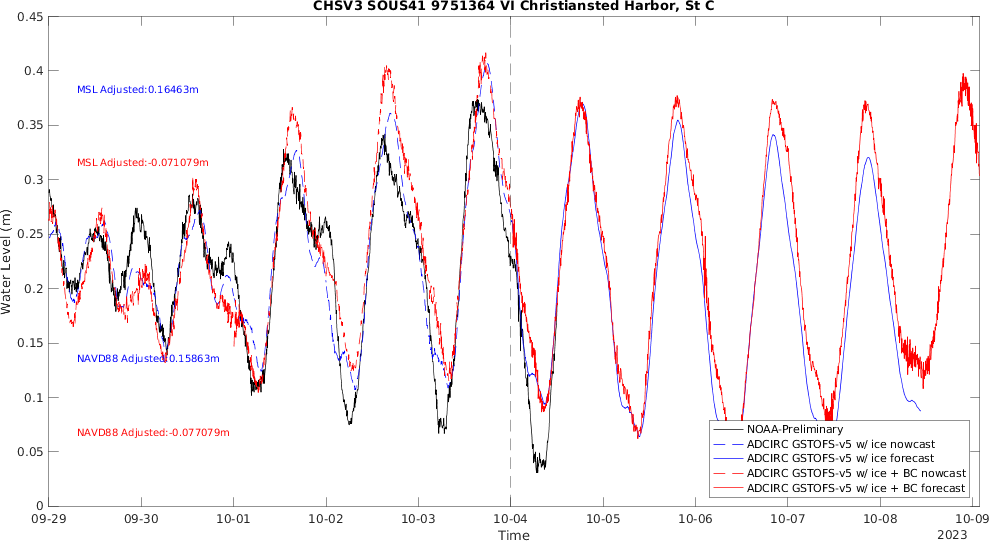 CHSV3 SOUS41 9751364 VI Christiansted Harbor, St C
0.45
0.4
0.35
0.3
0.25
0.2
0.15
0.1
0.05
0
Water Level (m)
MSL Adjusted:0.16463m
MSL Adjusted:-0.071079m
NAVD88 Adjusted:0.15863m
NAVD88 Adjusted:-0.077079m
NOAA-Preliminary
ADCIRC GSTOFS-v5 w/ ice nowcast
ADCIRC GSTOFS-v5 w/ ice forecast
ADCIRC GSTOFS-v5 w/ ice + BC nowcast
ADCIRC GSTOFS-v5 w/ ice + BC forecast
09-29 09-30 10-01 10-02 10-03 10-04 10-05 10-06 10-07 10-08 10-09
Time
2023